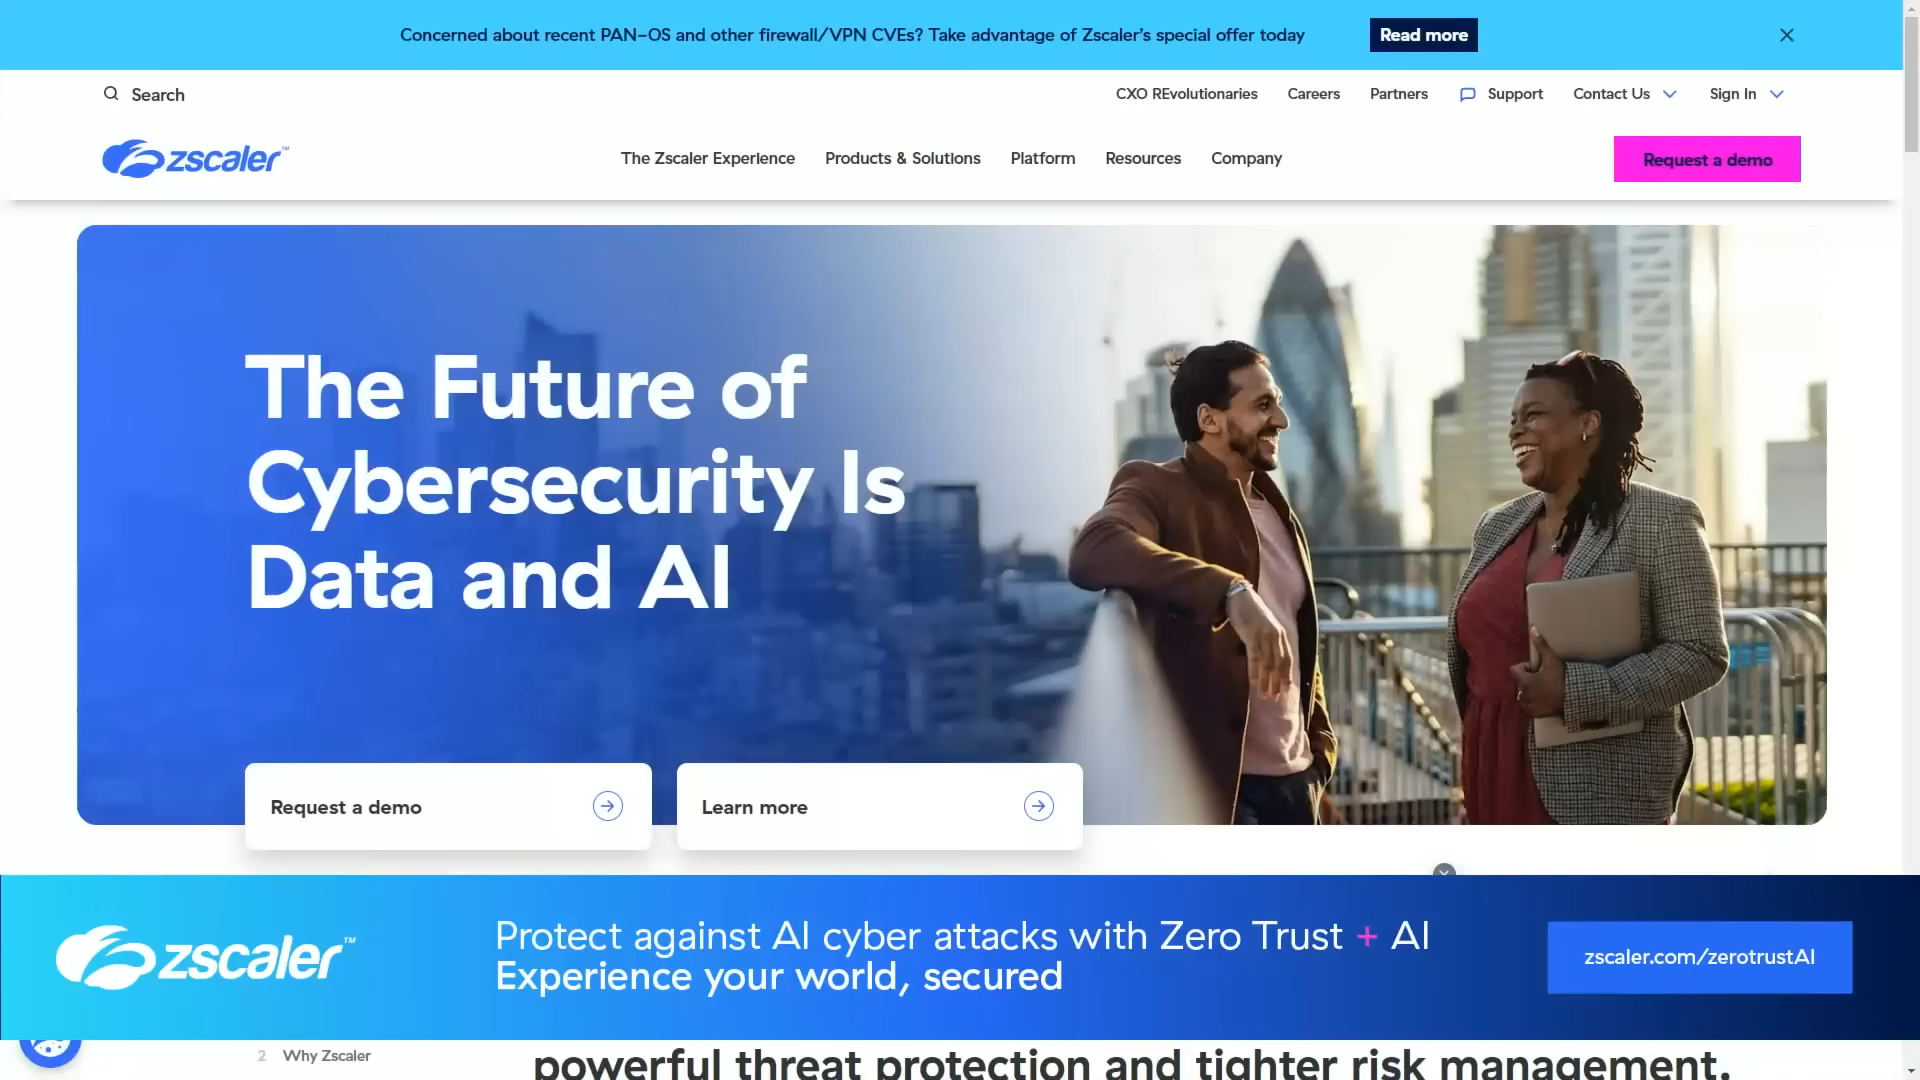 Concerned about recent PAN-OS and other firewall/VPN CVEs? Take advantage of Zscaler's special offer today
Read more
Search
CXO REvolutionaries
Careers
Partners
Support
Contact Us
Sign In
zscaler™
The Zscaler Experience
Products & Solutions
Platform
Resources
Company
Request a demo
The Future of
Cybersecurity Is
Data and AI
Request a demo
Learn more
zscaler™
Protect against AI cyber attacks with Zero Trust + AI
Experience your world, secured
zscaler.com/zerotrustAI
2 Why Zscaler
powerful threat protection and tighter risk management.